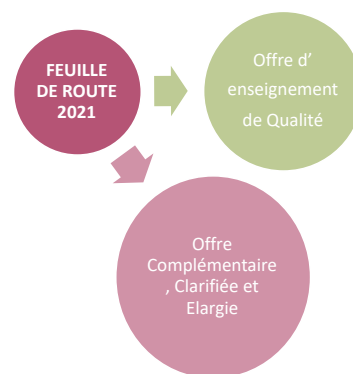 FEUILLE
DE ROUTE
2021
Offre d’
enseignement
de Qualité
Offre
Complémentaire
, Clarifiée et
Elargie